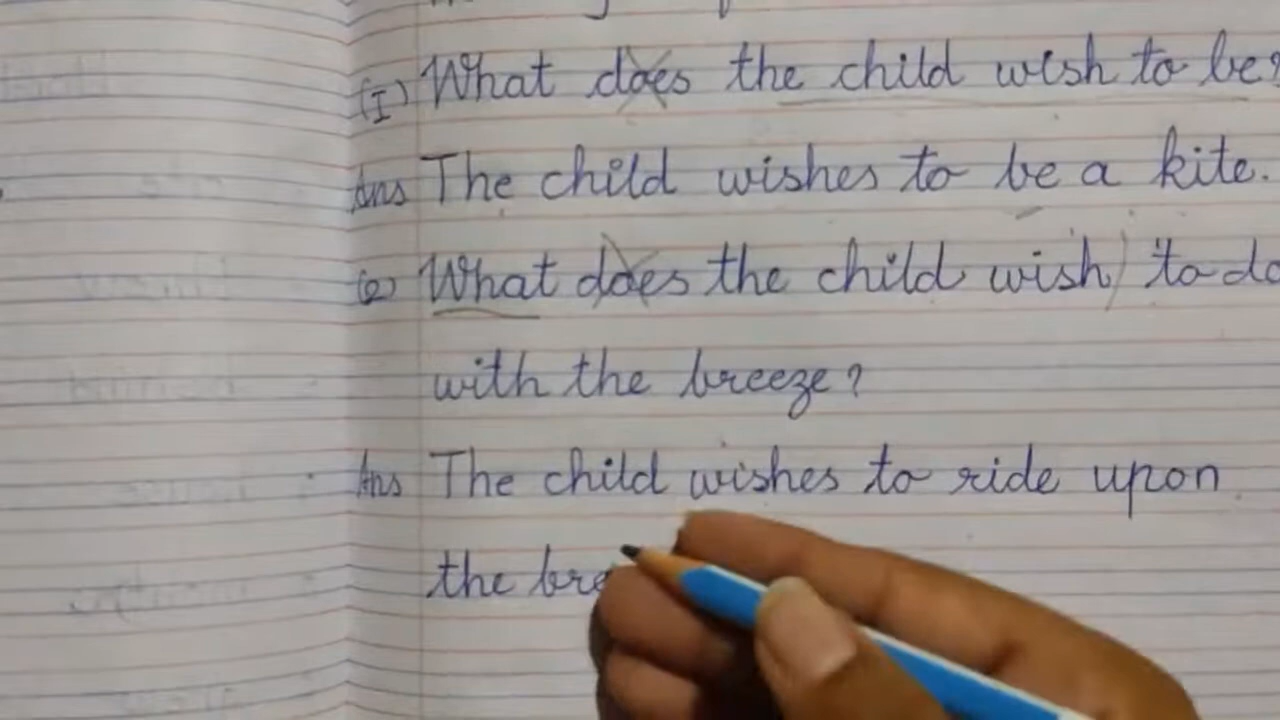 (I) What does the child wish to be?
Ans The child wishes to be a kite.
(2) What does the child wish to do
with the breeze?
Ans The child wishes to ride upon
the bre